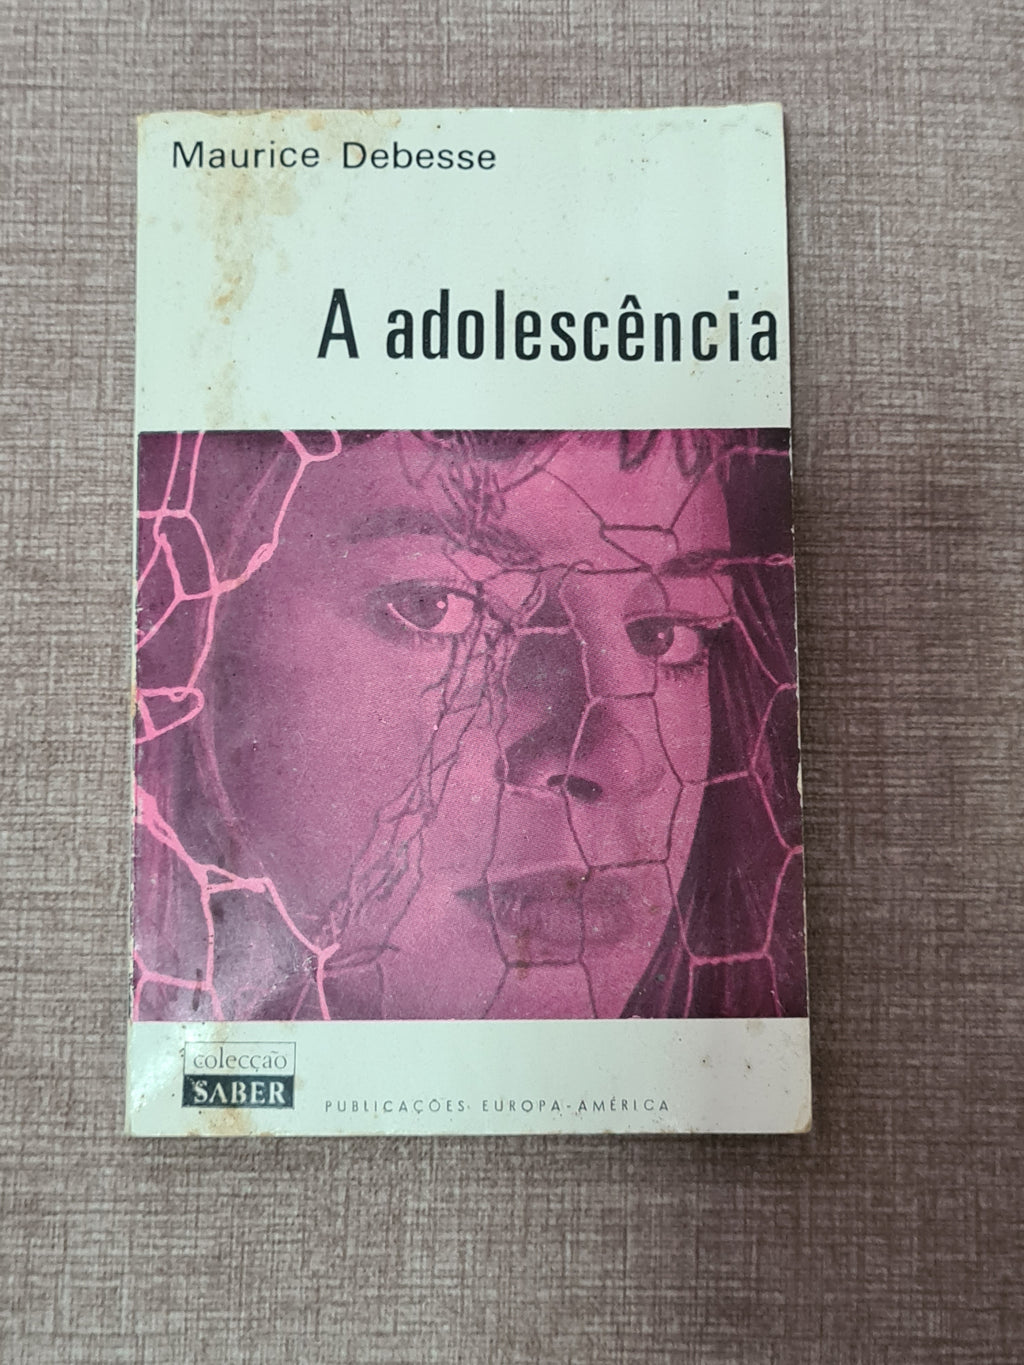 Maurice Debesse
A adolescência
colecção
SABER
PUBLICAÇÕES EUROPA-AMÉRICA